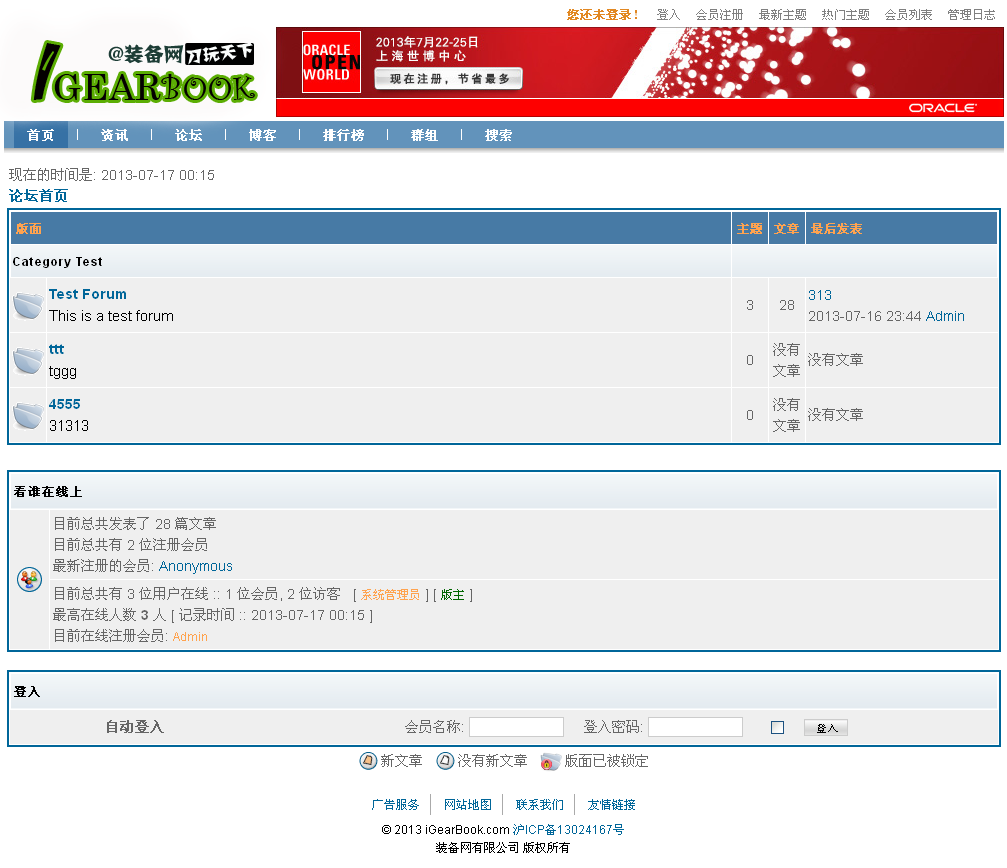 您还未登录！ 登入 会员注册 最新主题 热门主题 会员列表 管理日志
@装备网刀玩天下
IGEARBOOK
ORACLE OPEN WORLD
2013年7月22-25日
上海世博中心
现在注册，节省最多
ORACLE
首页 资讯 论坛 博客 排行榜 群组 搜索
现在的时间是: 2013-07-17 00:15
论坛首页
版面 主题 文章 最后发表
Category Test
Test Forum
This is a test forum
3 28
313
2013-07-16 23:44 Admin
ttt
tggg
0 没有文章 没有文章
4555
31313
0 没有文章 没有文章
看谁在线上
目前总共发表了 28 篇文章
目前总共有 2 位注册会员
最新注册的会员: Anonymous
目前总共有 3 位用户在线 :: 1 位会员, 2 位访客 [ 系统管理员 ] [ 版主 ]
最高在线人数 3 人 [ 记录时间 :: 2013-07-17 00:15 ]
目前在线注册会员: Admin
登入
自动登入 会员名称: 登入密码: 登入
新文章 没有新文章 版面已被锁定
广告服务 网站地图 联系我们 友情链接
© 2013 iGearBook.com 沪ICP备13024167号
装备网有限公司 版权所有